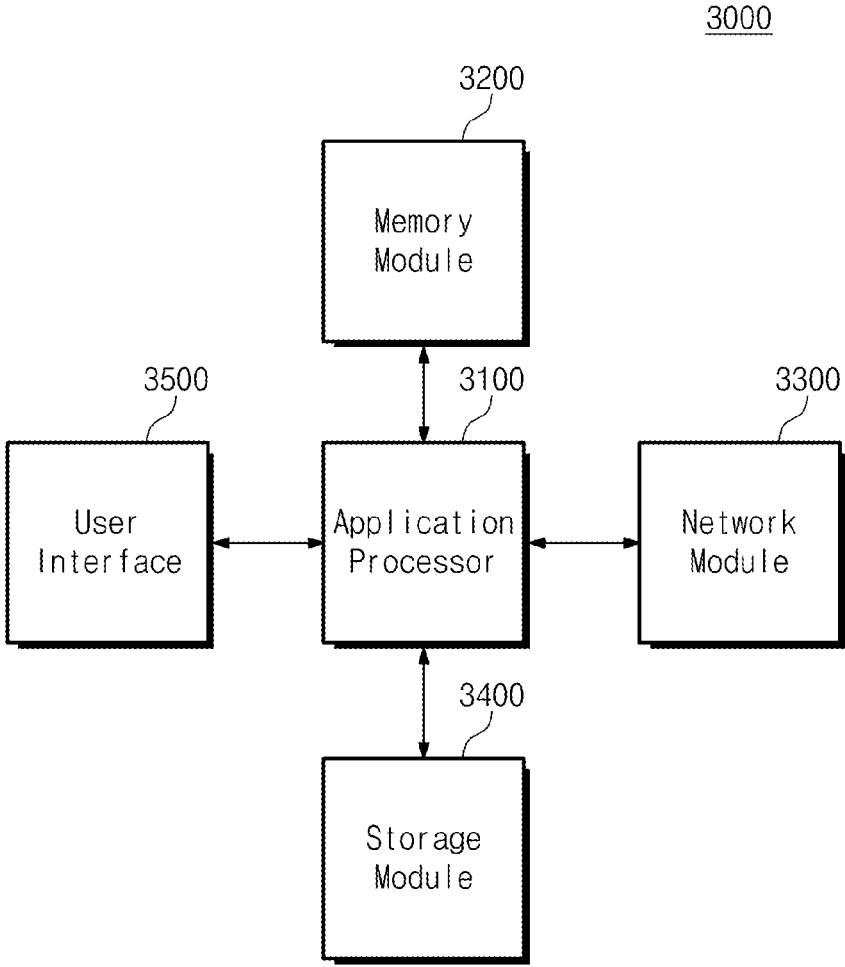 3000
3200
Memory
Module
3500
3100
3300
User
Interface
Application
Processor
Network
Module
3400
Storage
Module